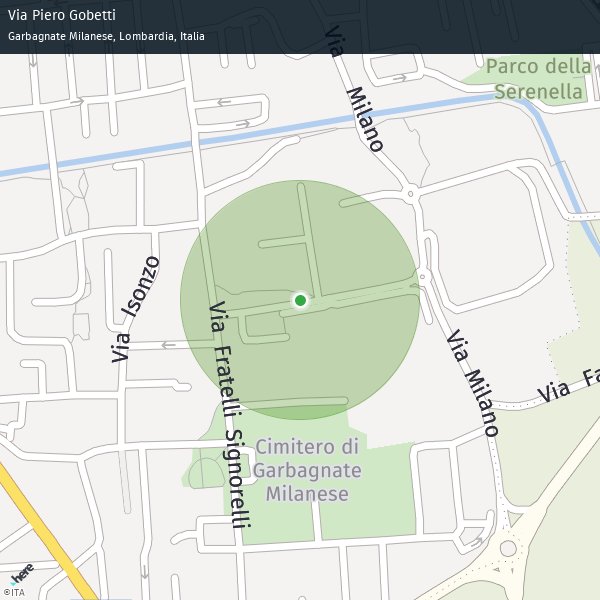 Via Piero Gobetti
Garbagnate Milanese, Lombardia, Italia
Via Milano
Parco della
Serenella
Via Isonzo
Via Fratelli Signorelli
Via Milano
Via Fa
Cimitero di
Garbagnate
Milanese
here
©ITA